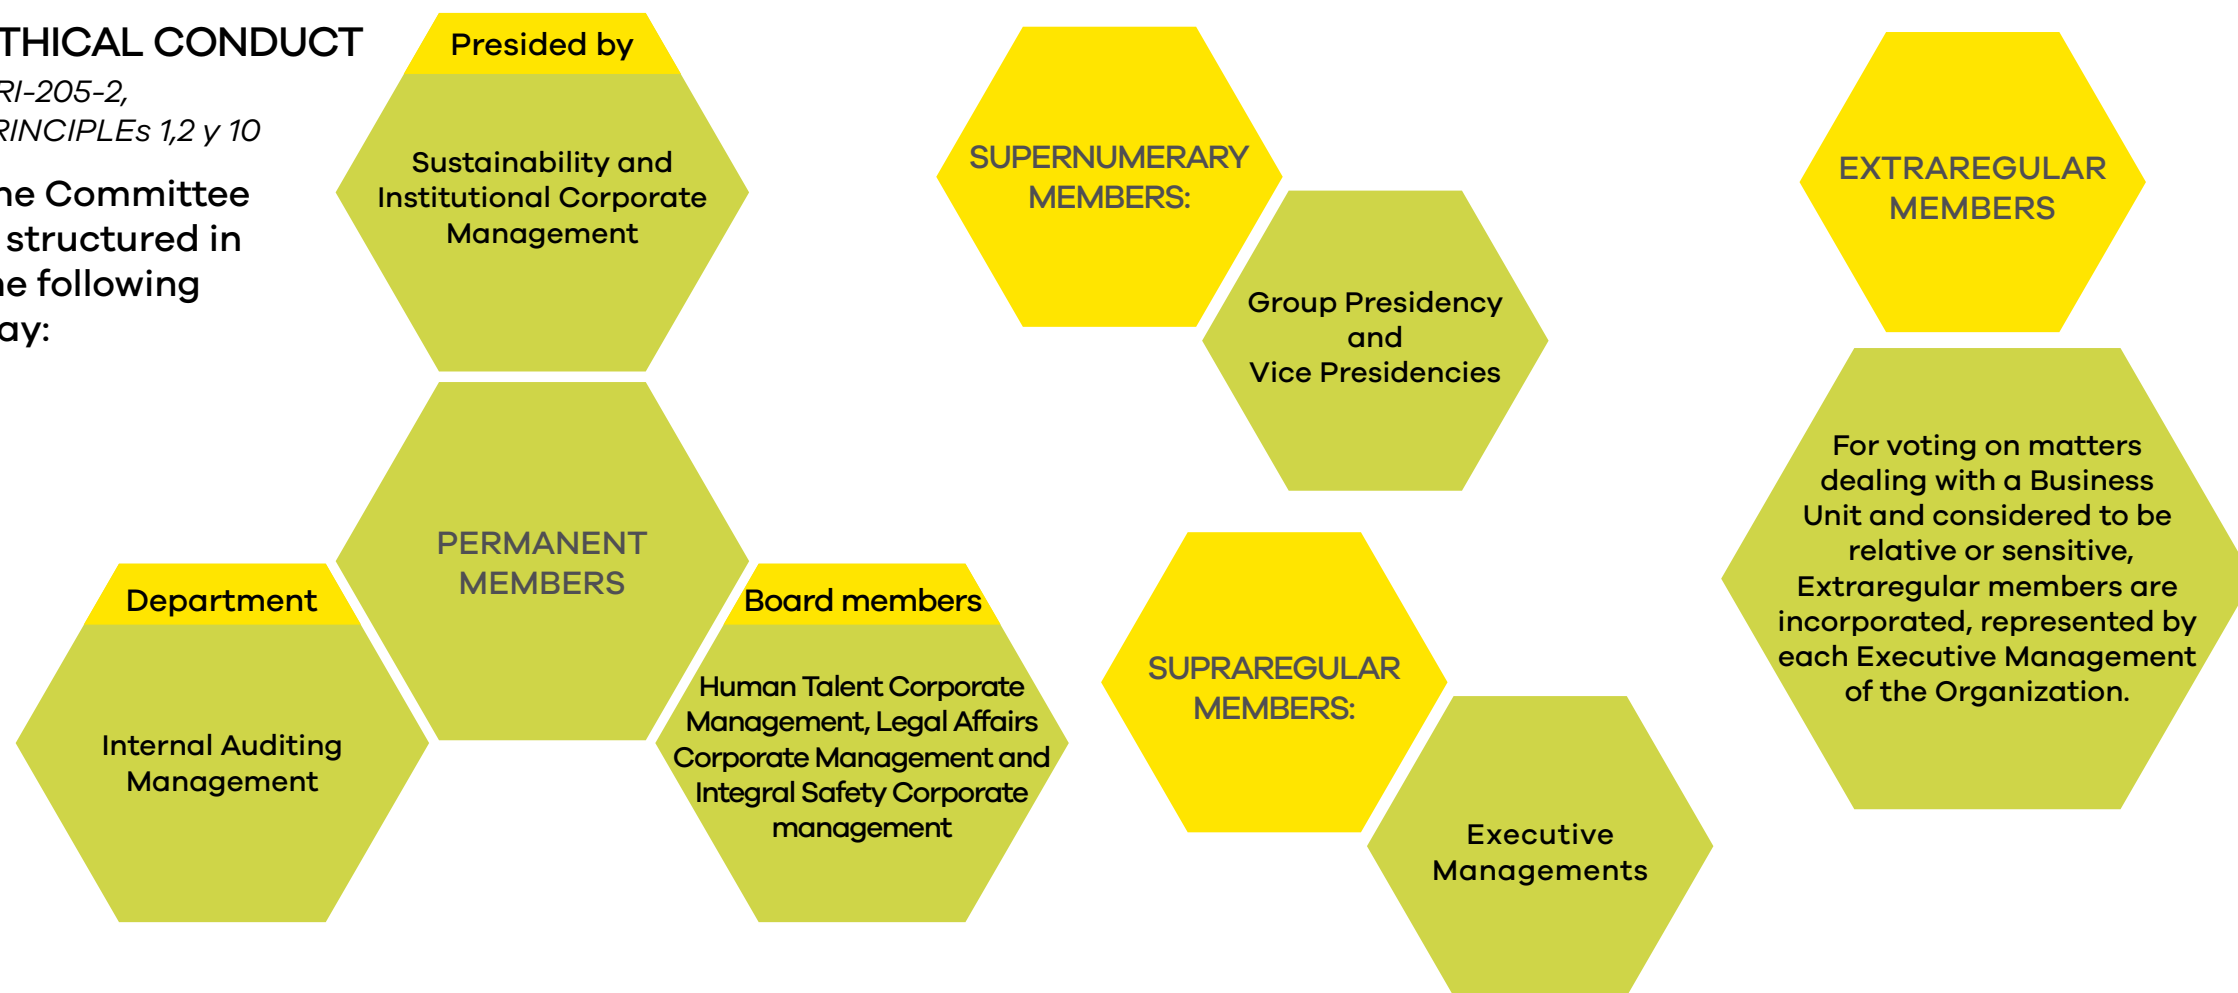 THICAL CONDUCT
RI-205-2,
RINCIPLEs 1,2 y 10
ne Committee
structured in
ne following
ay:
Presided by
Sustainability and
Institutional Corporate
Management
PERMANENT
MEMBERS
Department
Internal Auditing
Management
Board members
Human Talent Corporate
Management, Legal Affairs
Corporate Management and
Integral Safety Corporate
management
SUPERNUMERARY
MEMBERS:
Group Presidency
and
Vice Presidencies
SUPRAREGULAR
MEMBERS:
Executive
Managements
EXTRAREGULAR
MEMBERS
For voting on matters
dealing with a Business
Unit and considered to be
relative or sensitive,
Extraregular members are
incorporated, represented by
each Executive Management
of the Organization.